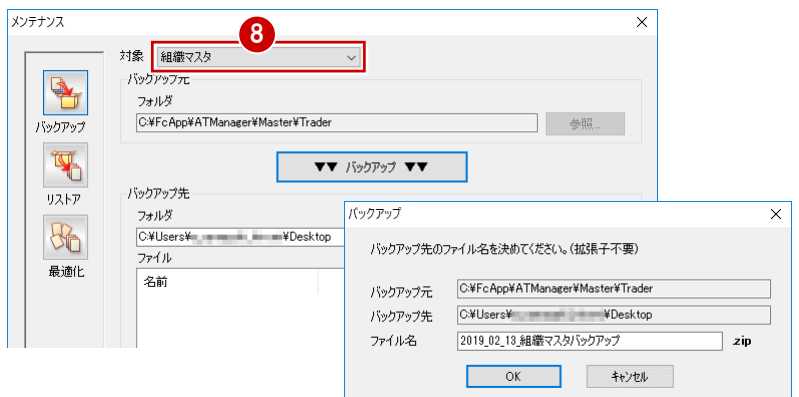 メンテナンス
8
対象 組織マスタ
バックアップ元
フォルダ
C:¥FcApp¥ATManager¥Master¥Trader 参照...
バックアップ
▼▼ バックアップ ▼▼
リストア
バックアップ先
フォルダ
C:¥Users¥ ¥Desktop
ファイル
最適化
名前
バックアップ
バックアップ先のファイル名を決めてください。(拡張子不要)
バックアップ元 C:¥FcApp¥ATManager¥Master¥Trader
バックアップ先 C:¥Users¥ ¥Desktop
ファイル名 2019_02_13_組織マスタバックアップ .zip
OK キャンセル